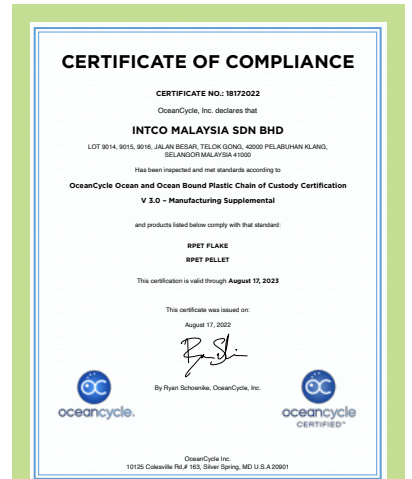 CERTIFICATE OF COMPLIANCE
CERTIFICATE NO.: 18172022
OceanCycle, Inc. declares that
INTCO MALAYSIA SDN BHD
LOT 9014, 9015, 9016, JALAN BESAR, TELOK GONG, 42000 PELABUHAN KLANG,
SELANGOR MALAYSIA 41000
Has been inspected and met standards according to
OceanCycle Ocean and Ocean Bound Plastic Chain of Custody Certification
V 3.0 – Manufacturing Supplemental
and products listed below comply with that standard:
RPET FLAKE
RPET PELLET
This certification is valid through August 17, 2023
This certificate was issued on:
August 17, 2022
By Ryan Schoenike, OceanCycle, Inc.
oceancycle.
oceancycle
CERTIFIED™
OceanCycle Inc.
10125 Colesville Rd,# 163, Silver Spring, MD U.S.A 20901